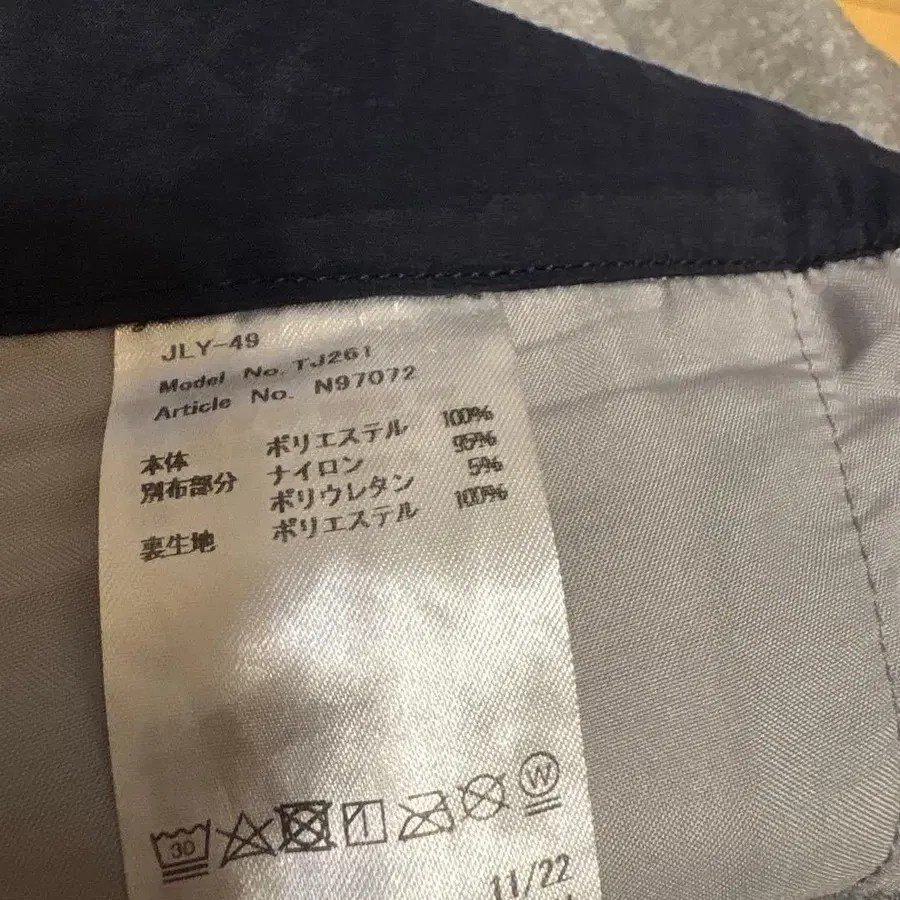 JLY-49
Model No. TJ261
Article No. N97072
本体 ポリエステル 100%
別布部分 ナイロン 95%
ポリウレタン 5%
裏生地 ポリエステル 100%
30
W
11/22